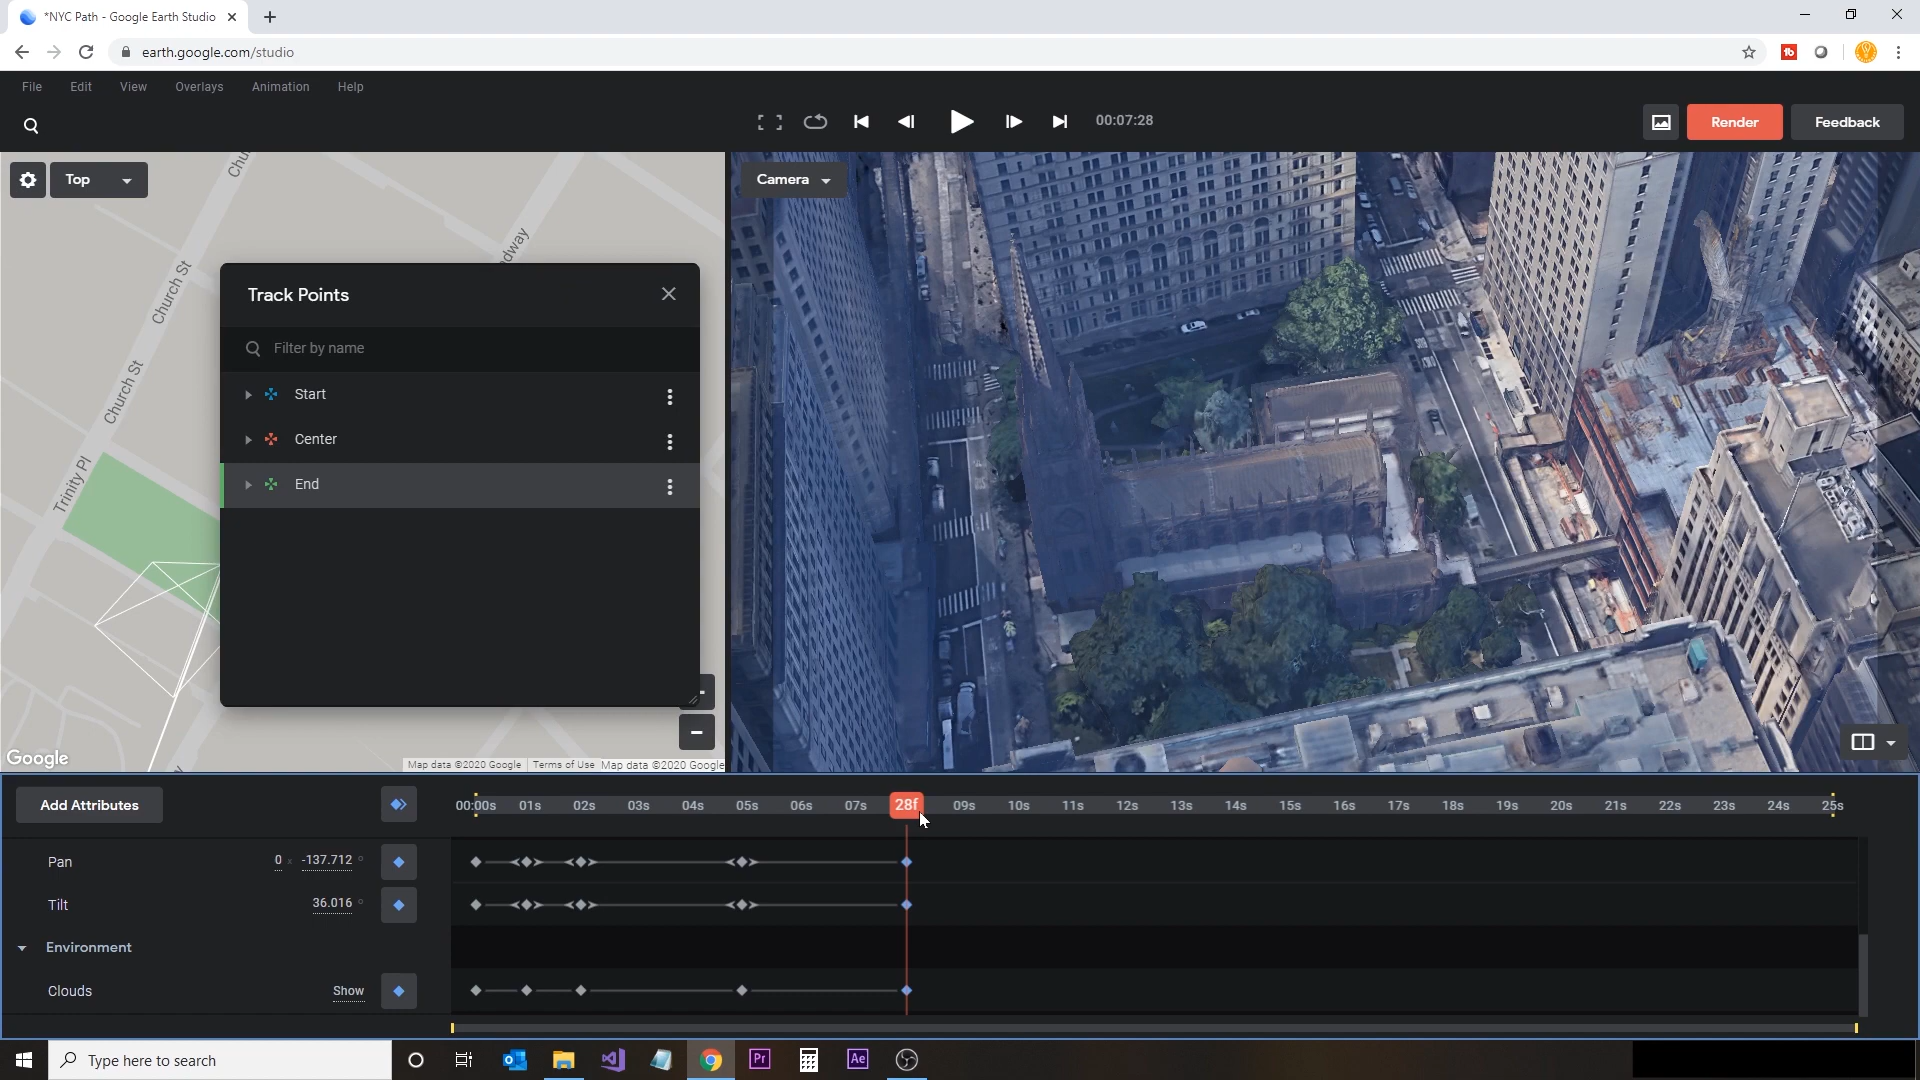 *NYC Path - Google Earth Studio
earth.google.com/studio
File Edit View Overlays Animation Help
00:07:28
Render
Feedback
Top
Camera
Church St
Church St
Trinity Pl
Track Points
Filter by name
Start
Center
End
Google
Map data ©2020 Google Terms of Use Map data ©2020 Google
Add Attributes
00:00s 01s 02s 03s 04s 05s 06s 07s 28f 09s 10s 11s 12s 13s 14s 15s 16s 17s 18s 19s 20s 21s 22s 23s 24s 25s
Pan 0 x -137.712 °
Tilt 36.016 °
Environment
Clouds Show
Type here to search
Pr
Ae